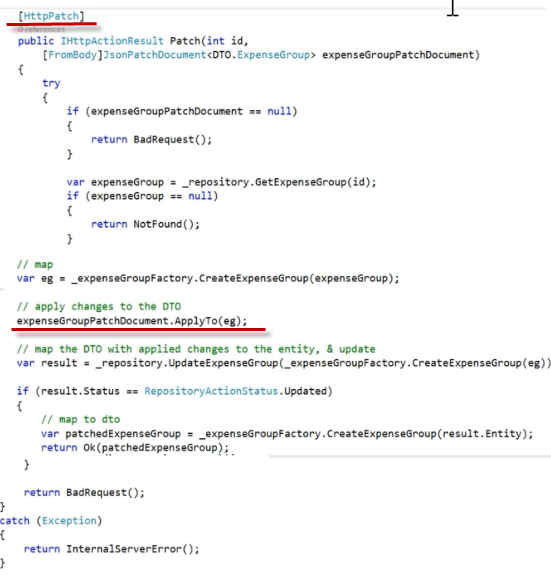 [HttpPatch]
0 references
public IHttpActionResult Patch(int id,
[FromBody]JsonPatchDocument<DTO.ExpenseGroup> expenseGroupPatchDocument)
{
try
{
if (expenseGroupPatchDocument == null)
{
return BadRequest();
}
var expenseGroup = _repository.GetExpenseGroup(id);
if (expenseGroup == null)
{
return NotFound();
}
// map
var eg = _expenseGroupFactory.CreateExpenseGroup(expenseGroup);
// apply changes to the DTO
expenseGroupPatchDocument.ApplyTo(eg);
// map the DTO with applied changes to the entity, & update
var result = _repository.UpdateExpenseGroup(_expenseGroupFactory.CreateExpenseGroup(eg))
if (result.Status == RepositoryActionStatus.Updated)
{
// map to dto
var patchedExpenseGroup = _expenseGroupFactory.CreateExpenseGroup(result.Entity);
return Ok(patchedExpenseGroup);
}
return BadRequest();
}
catch (Exception)
{
return InternalServerError();
}